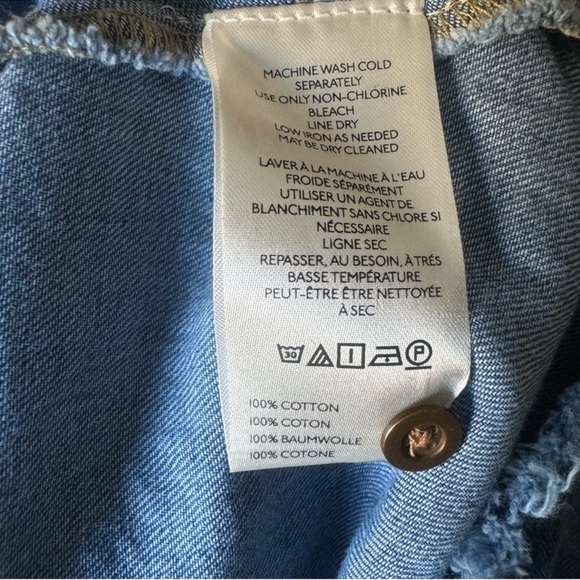 MACHINE WASH COLD
SEPARATELY
USE ONLY NON-CHLORINE
BLEACH
LINE DRY
LOW IRON AS NEEDED
MAY BE DRY CLEANED
LAVER À LA MACHINE À L'EAU
FROIDE SÉPARÉMENT
UTILISER UN AGENT DE
BLANCHIMENT SANS CHLORE SI
NÉCESSAIRE
LIGNE SEC
REPASSER, AU BESOIN, À TRÉS
BASSE TEMPÉRATURE
PEUT-ÊTRE ÊTRE NETTOYÉE
À SEC
30 P
100% COTTON
100% COTON
100% BAUMWOLLE
100% COTONE